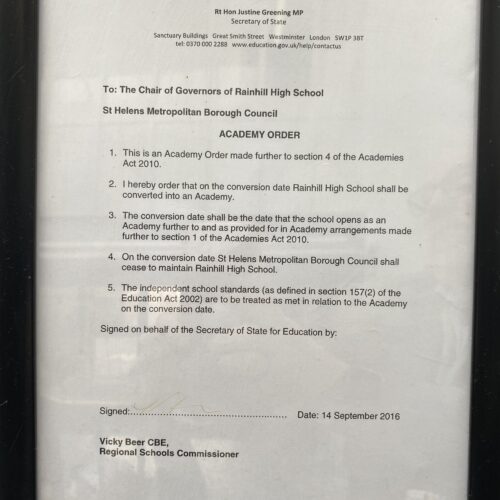 Rt Hon Justine Greening MP
Secretary of State
Sanctuary Buildings Great Smith Street Westminster London SW1P 3BT
tel: 0370 000 2288 www.education.gov.uk/help/contactus
To: The Chair of Governors of Rainhill High School
St Helens Metropolitan Borough Council
ACADEMY ORDER
1. This is an Academy Order made further to section 4 of the Academies
Act 2010.
2. I hereby order that on the conversion date Rainhill High School shall be
converted into an Academy.
3. The conversion date shall be the date that the school opens as an
Academy further to and as provided for in Academy arrangements made
further to section 1 of the Academies Act 2010.
4. On the conversion date St Helens Metropolitan Borough Council shall
cease to maintain Rainhill High School.
5. The independent school standards (as defined in section 157(2) of the
Education Act 2002) are to be treated as met in relation to the Academy
on the conversion date.
Signed on behalf of the Secretary of State for Education by:
Signed:.................................................. Date: 14 September 2016
Vicky Beer CBE,
Regional Schools Commissioner